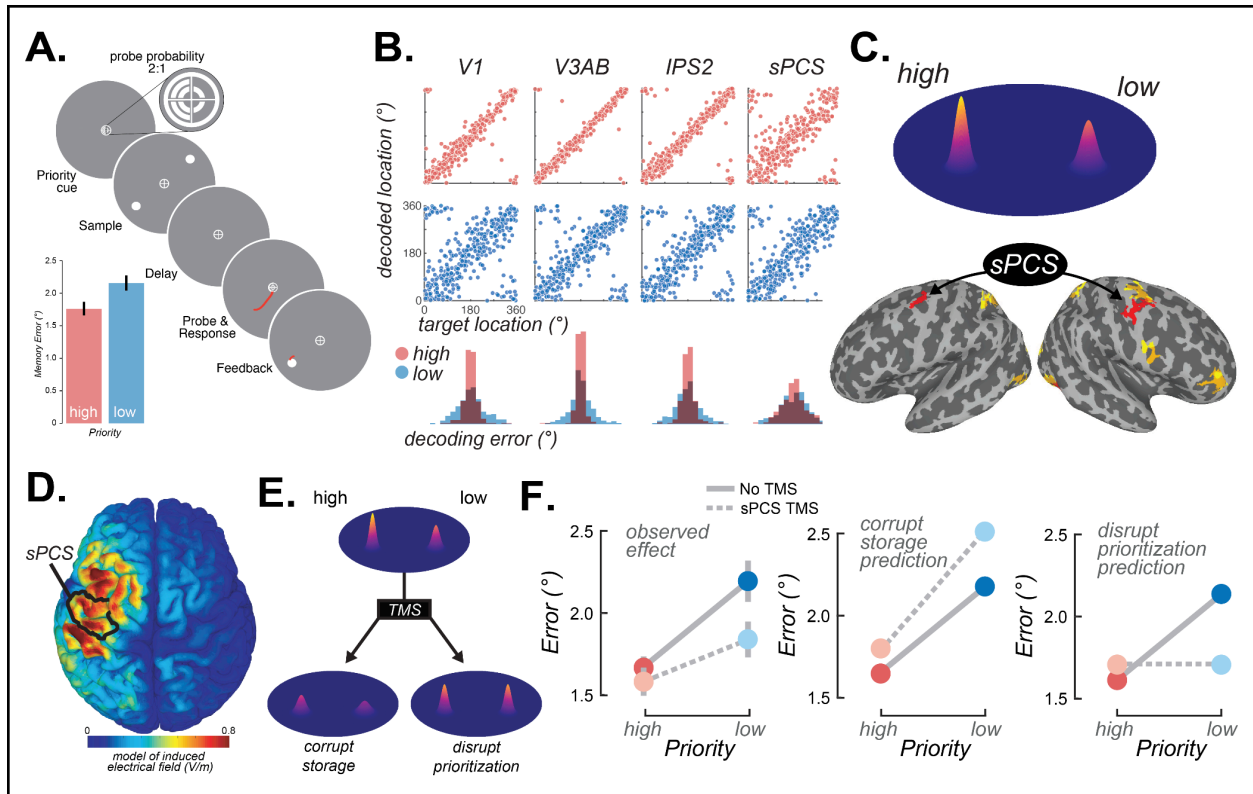 A.
probe probability
2:1
Priority
cue
Sample
Delay
Probe &
Response
Feedback
2.5
2.0
1.5
1.0
0.5
0
Memory Error (°)
high
low
Priority
B.
V1
V3AB
IPS2
sPCS
decoded location (°)
360
180
0
0
180
360
target location (°)
high
low
decoding error (°)
C.
high
low
sPCS
D.
sPCS
0
0.8
model of induced
electrical field (V/m)
E.
high
low
TMS
corrupt
storage
disrupt
prioritization
F.
No TMS
sPCS TMS
observed
effect
2.5
2.0
1.5
Error (°)
high
low
Priority
corrupt
storage
prediction
2.5
2.0
1.5
Error (°)
high
low
Priority
disrupt
prioritization
prediction
2.5
2.0
1.5
Error (°)
high
low
Priority